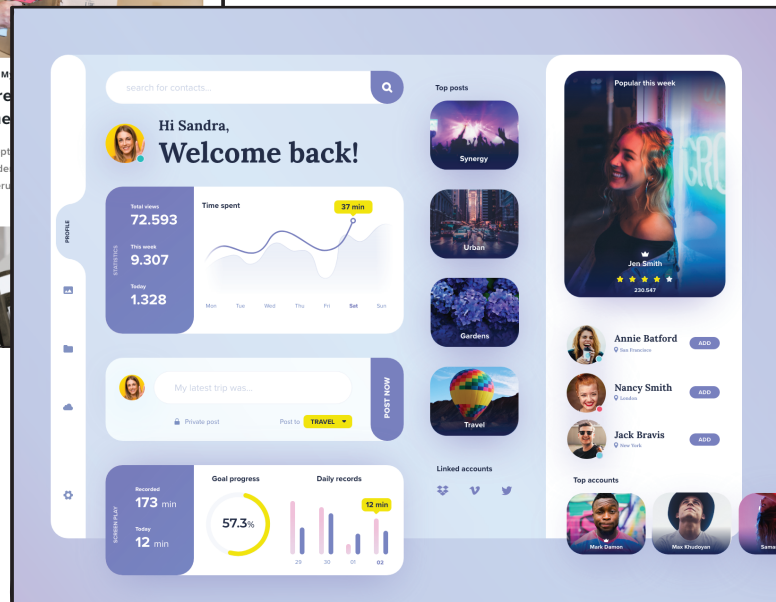 search for contacts...
Hi Sandra,
Welcome back!
PROFILE
STATISTICS
Total views
72.593
This week
9.307
Today
1.328
Time spent
37 min
Mon Tue Wed Thu Fri Sat Sun
My latest trip was...
Private post
Post to
TRAVEL
POST NOW
SCREEN PLAY
Recorded
173 min
Today
12 min
Goal progress
57.3%
Daily records
12 min
29 30 01 02
Top posts
Synergy
Urban
Gardens
Travel
Linked accounts
Popular this week
Jen Smith
230.547
Annie Batford
San Francisco
ADD
Nancy Smith
London
ADD
Jack Bravis
New York
ADD
Top accounts
Mark Damon
Max Khudoyan